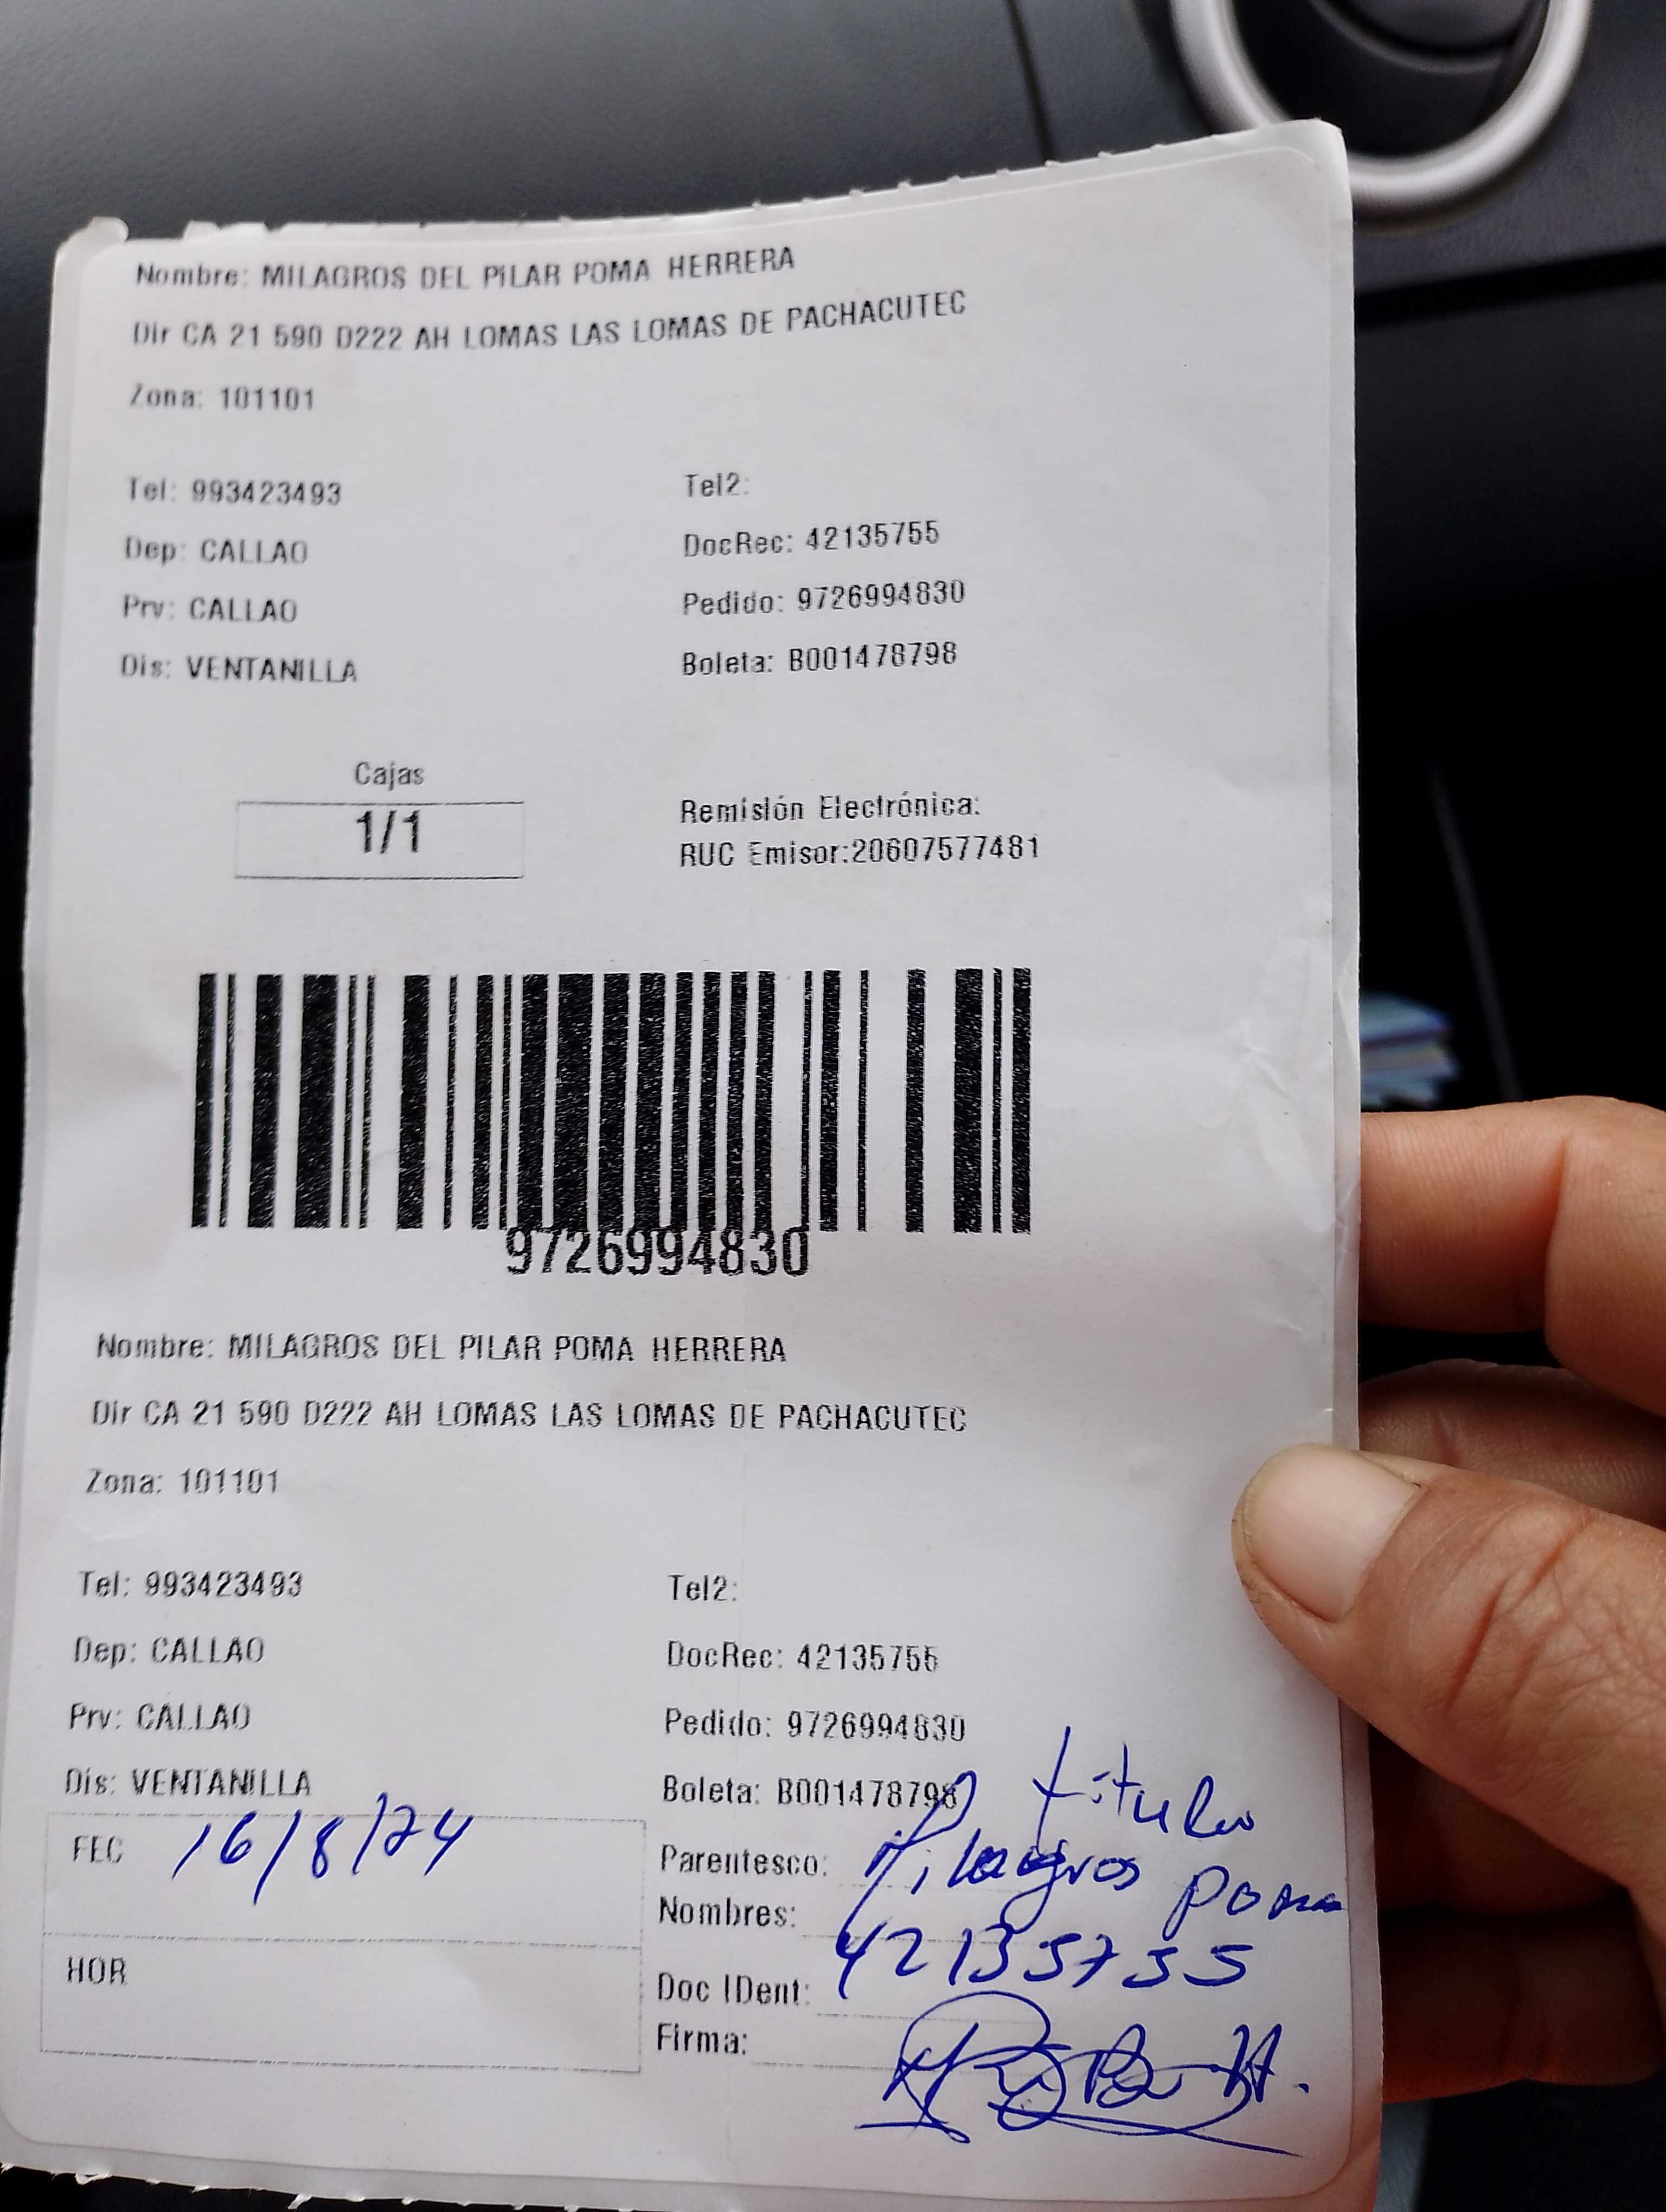 Nombre: MILAGROS DEL PILAR POMA HERRERA
Dir CA 21 590 D222 AH LOMAS LAS LOMAS DE PACHACUTEC
Zona: 101101
Tel: 993423493
Tel2:
Dep: CALLAO
DocRec: 42135755
Prv: CALLAO
Pedido: 9726994830
Dis: VENTANILLA
Boleta: B001478798
Cajas
1/1
Remisión Electrónica:
RUC Emisor:20607577481
9726994830
Nombre: MILAGROS DEL PILAR POMA HERRERA
Dir CA 21 590 D222 AH LOMAS LAS LOMAS DE PACHACUTEC
Zona: 101101
Tel: 993423493
Tel2:
Dep: CALLAO
DocRec: 42135755
Prv: CALLAO
Pedido: 9726994830
Dis: VENTANILLA
Boleta: B001478798
FEC 16/8/24
Parentesco: titular
Nombres: Milagros Poma
HOR
Doc IDent: 42135755
Firma: